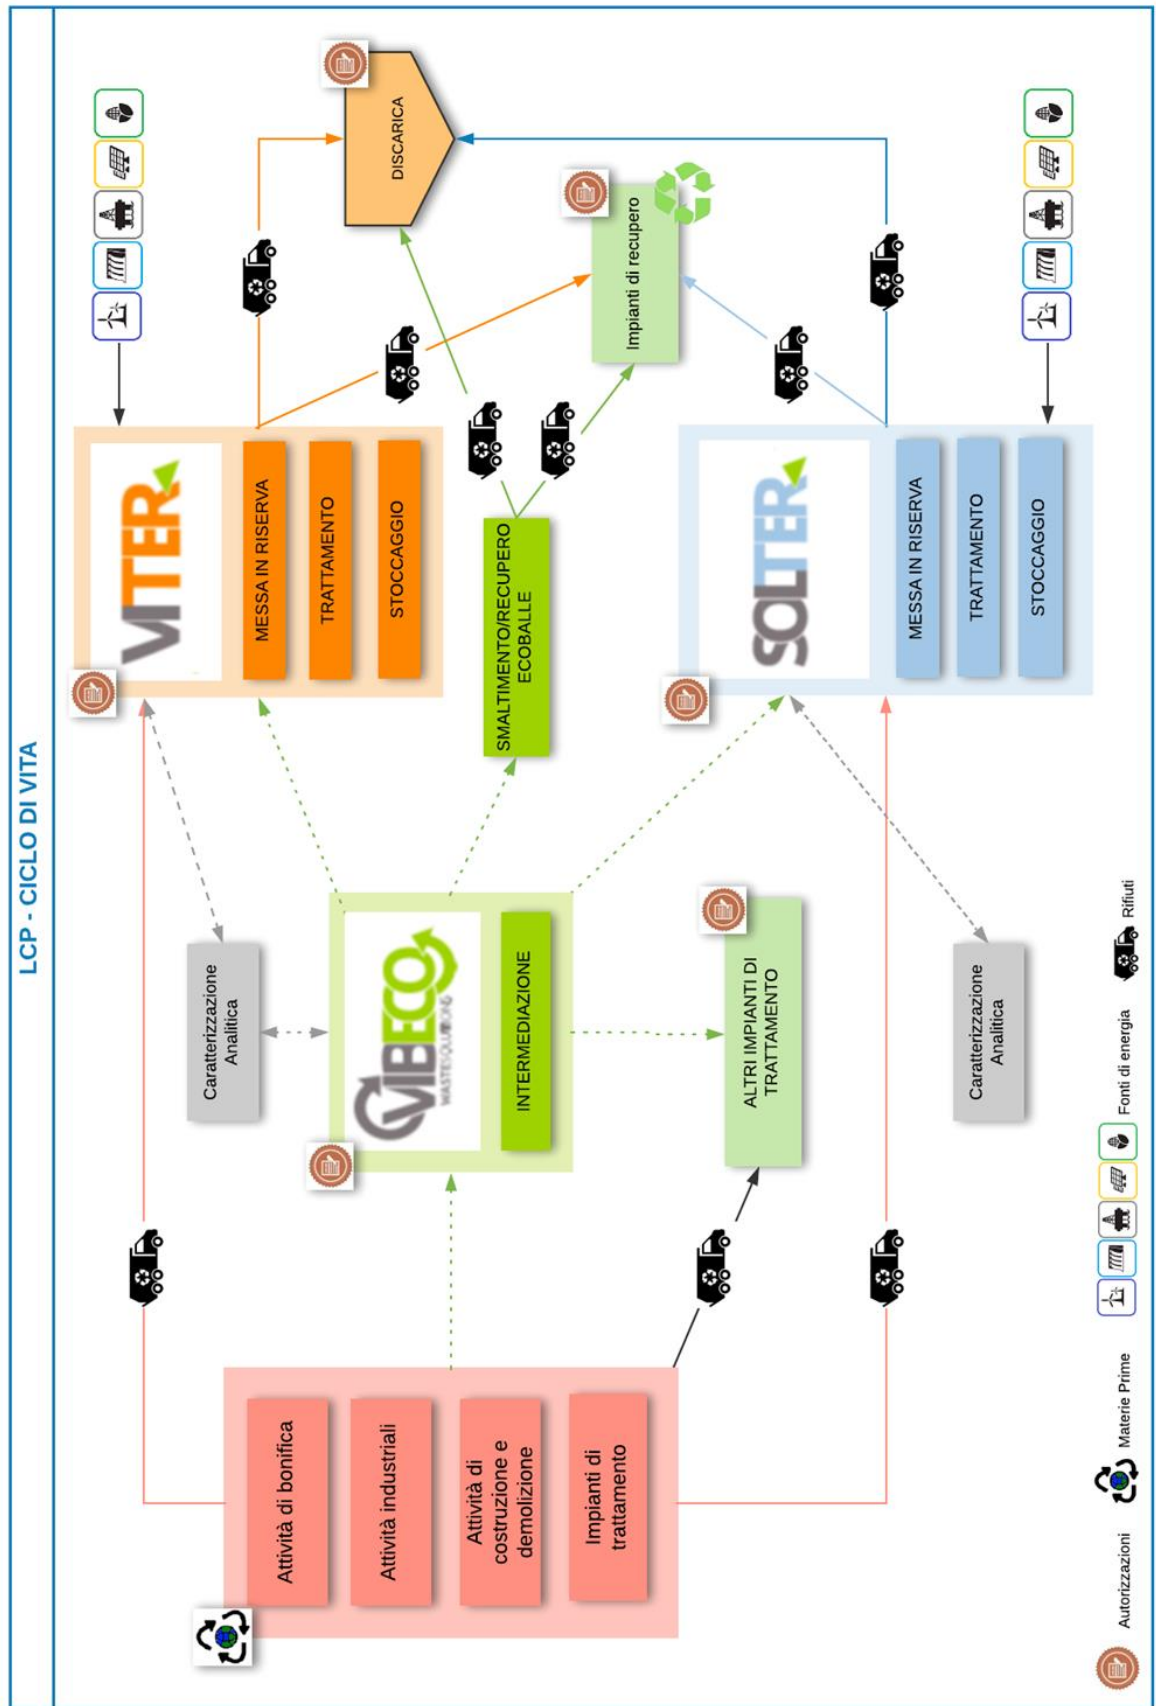 LCP - CICLO DI VITA
Attività di bonifica
Attività industriali
Attività di
costruzione e
demolizione
Impianti di
trattamento
Caratterizzazione
Analitica
VIBECO
WASTESOLUTIONS
INTERMEDIAZIONE
ALTRI IMPIANTI DI
TRATTAMENTO
Caratterizzazione
Analitica
VITER
MESSA IN RISERVA
TRATTAMENTO
STOCCAGGIO
SMALTIMENTO/RECUPERO
ECOBALLE
SOLTER
MESSA IN RISERVA
TRATTAMENTO
STOCCAGGIO
DISCARICA
Impianti di recupero
Autorizzazioni
Materie Prime
Fonti di energia
Rifiuti